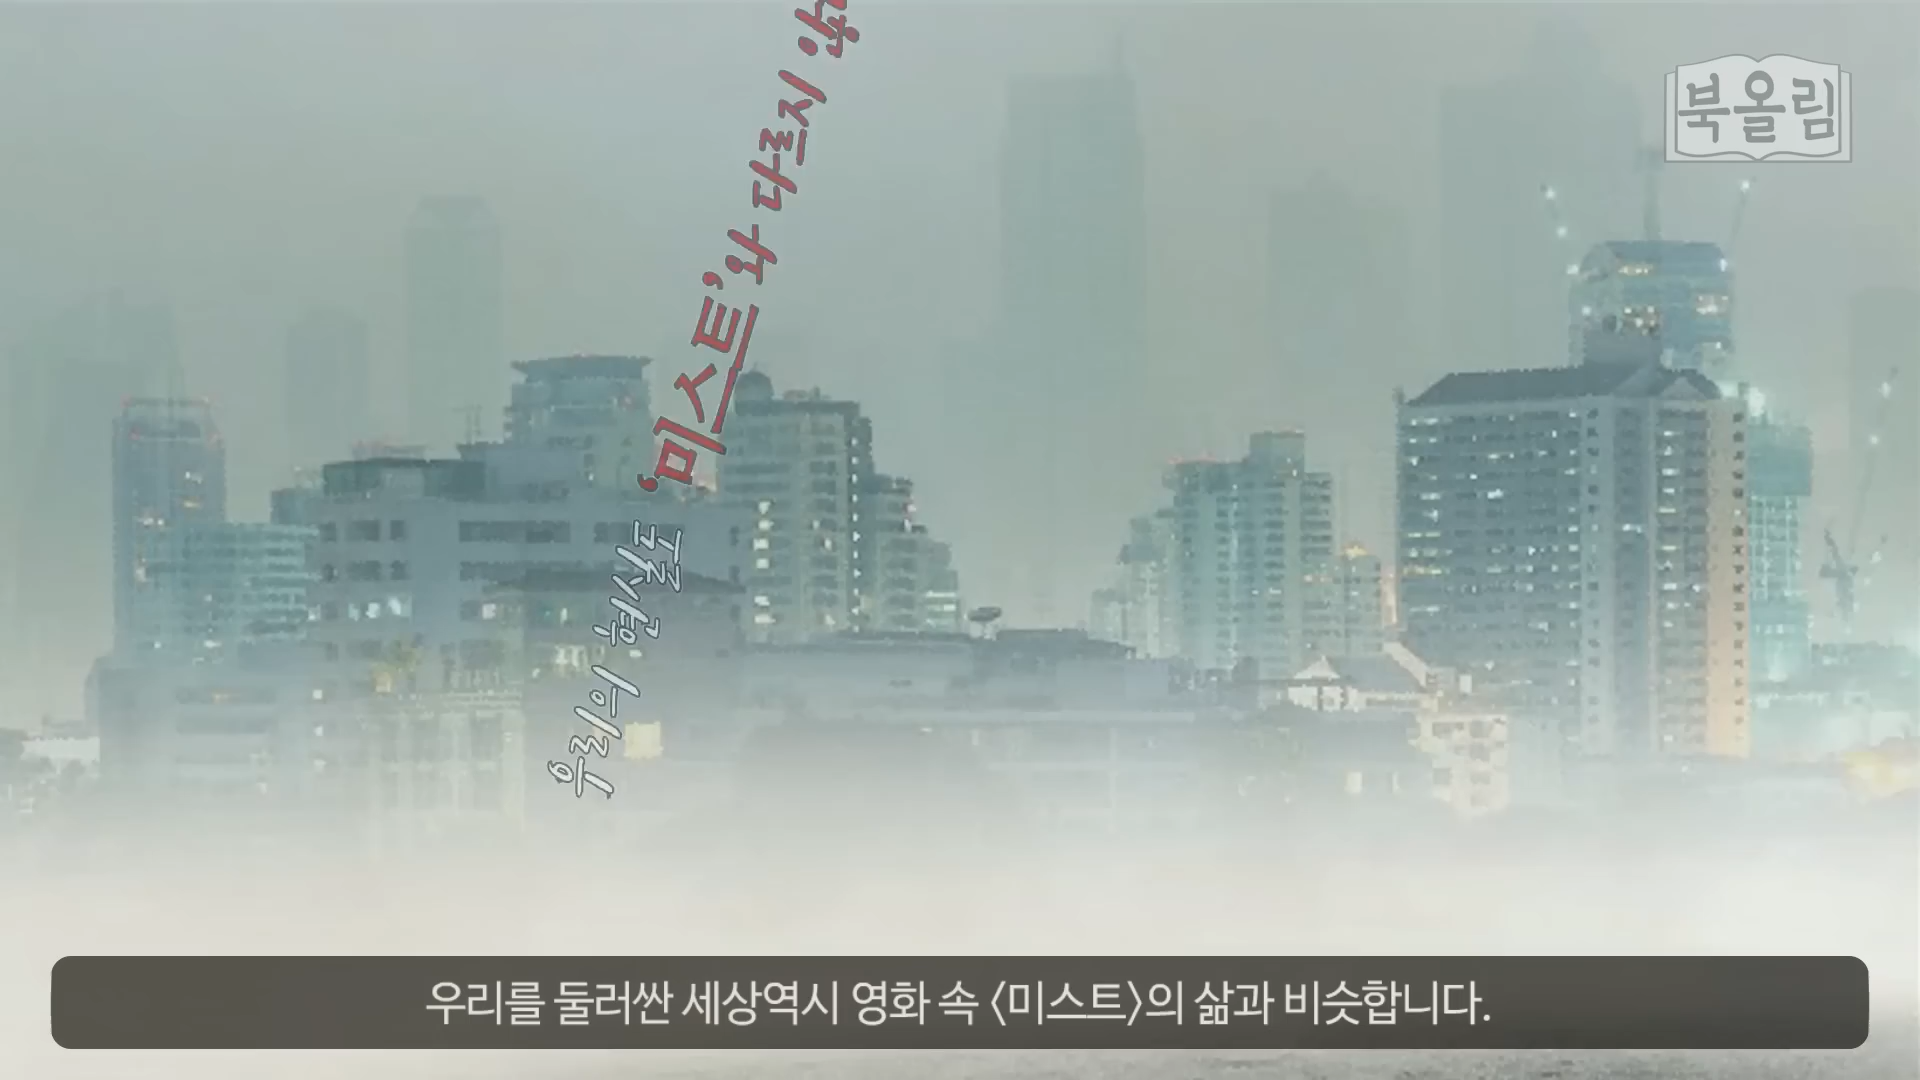 북올림
우리의 현실도 '미스트'와 다르지
우리를 둘러싼 세상역시 영화 속 〈미스트〉의 삶과 비슷합니다.